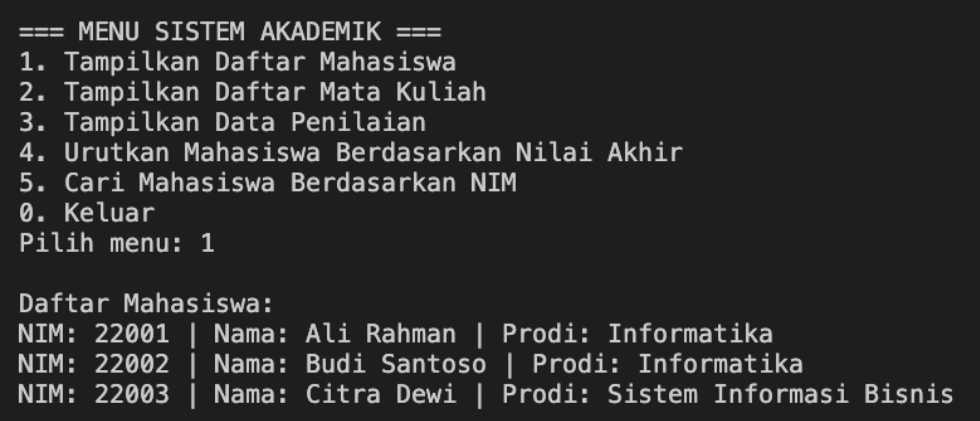 === MENU SISTEM AKADEMIK ===
1. Tampilkan Daftar Mahasiswa
2. Tampilkan Daftar Mata Kuliah
3. Tampilkan Data Penilaian
4. Urutkan Mahasiswa Berdasarkan Nilai Akhir
5. Cari Mahasiswa Berdasarkan NIM
0. Keluar
Pilih menu: 1

Daftar Mahasiswa:
NIM: 22001 | Nama: Ali Rahman | Prodi: Informatika
NIM: 22002 | Nama: Budi Santoso | Prodi: Informatika
NIM: 22003 | Nama: Citra Dewi | Prodi: Sistem Informasi Bisnis